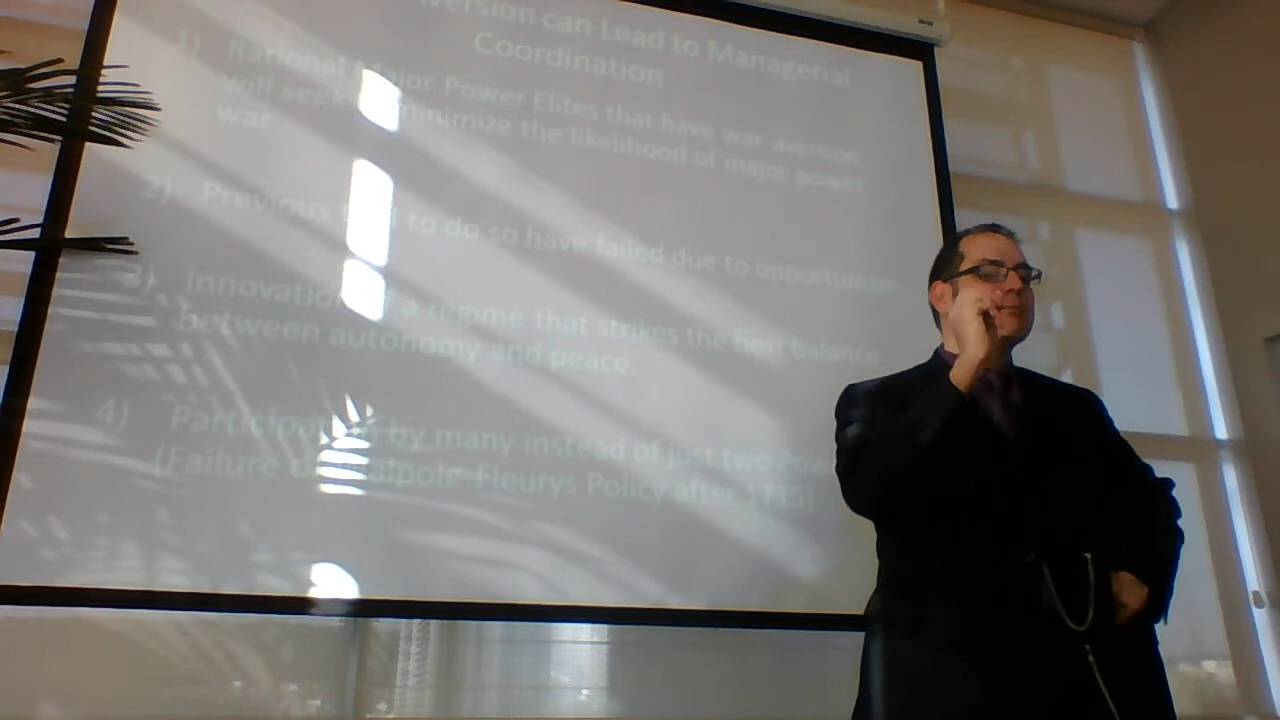 can Lead to Managerial
Coordination
1) Rational Major Power Elites that have war-aversion
will seek minimize the likelihood of major power
war
2) Previous to do so have failed due to opportunism
3) Innovation a regime that strikes the best balance
between autonomy and peace.
4) Participation by many instead of just two
(Failure Walpole-Fleurys Policy after 1715)